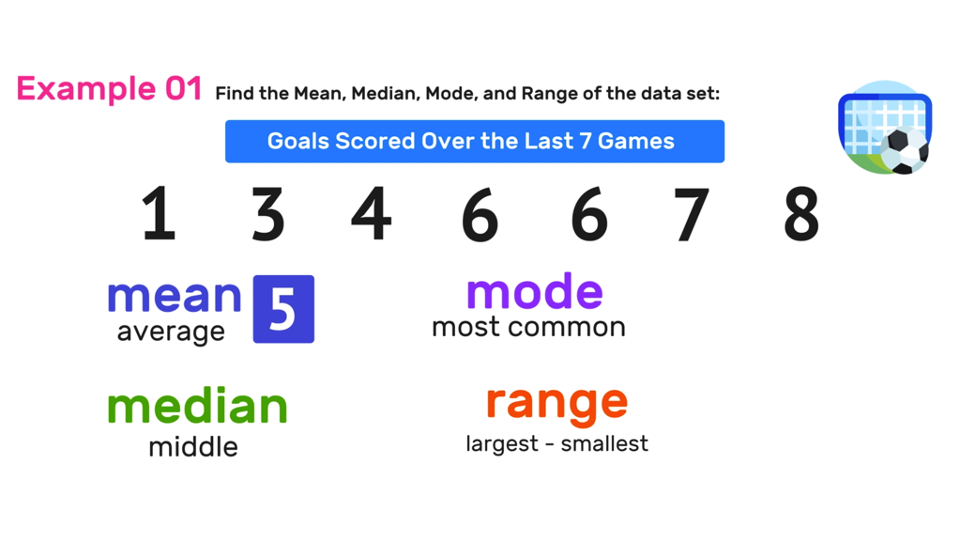 Example 01 Find the Mean, Median, Mode, and Range of the data set:
Goals Scored Over the Last 7 Games
1 3 4 6 6 7 8
mean 5
average
mode
most common
median
middle
range
largest - smallest